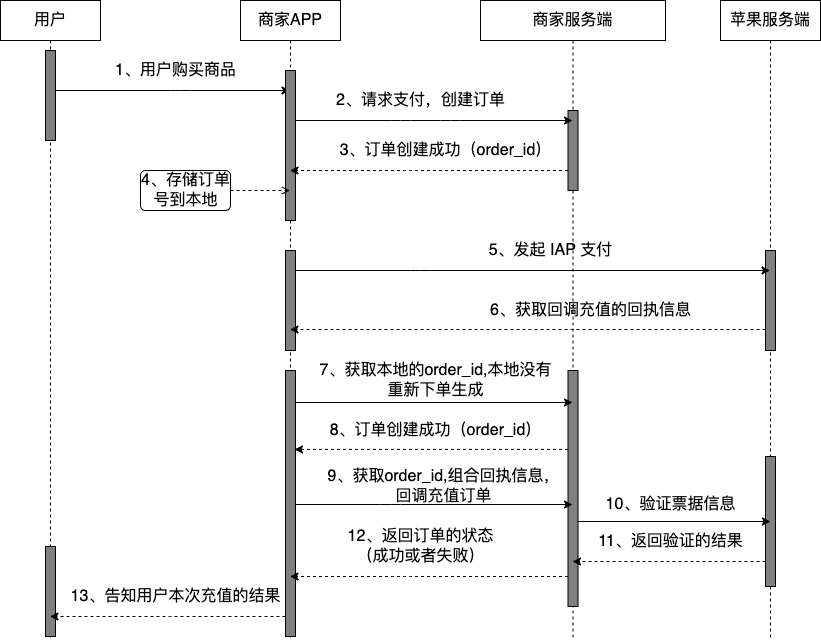 用户
商家APP
商家服务端
苹果服务端
1、用户购买商品
2、请求支付，创建订单
3、订单创建成功（order_id）
4、存储订单
号到本地
5、发起 IAP 支付
6、获取回调充值的回执信息
7、获取本地的order_id,本地没有
重新下单生成
8、订单创建成功（order_id）
9、获取order_id,组合回执信息，
回调充值订单
10、验证票据信息
11、返回验证的结果
12、返回订单的状态
（成功或者失败）
13、告知用户本次充值的结果